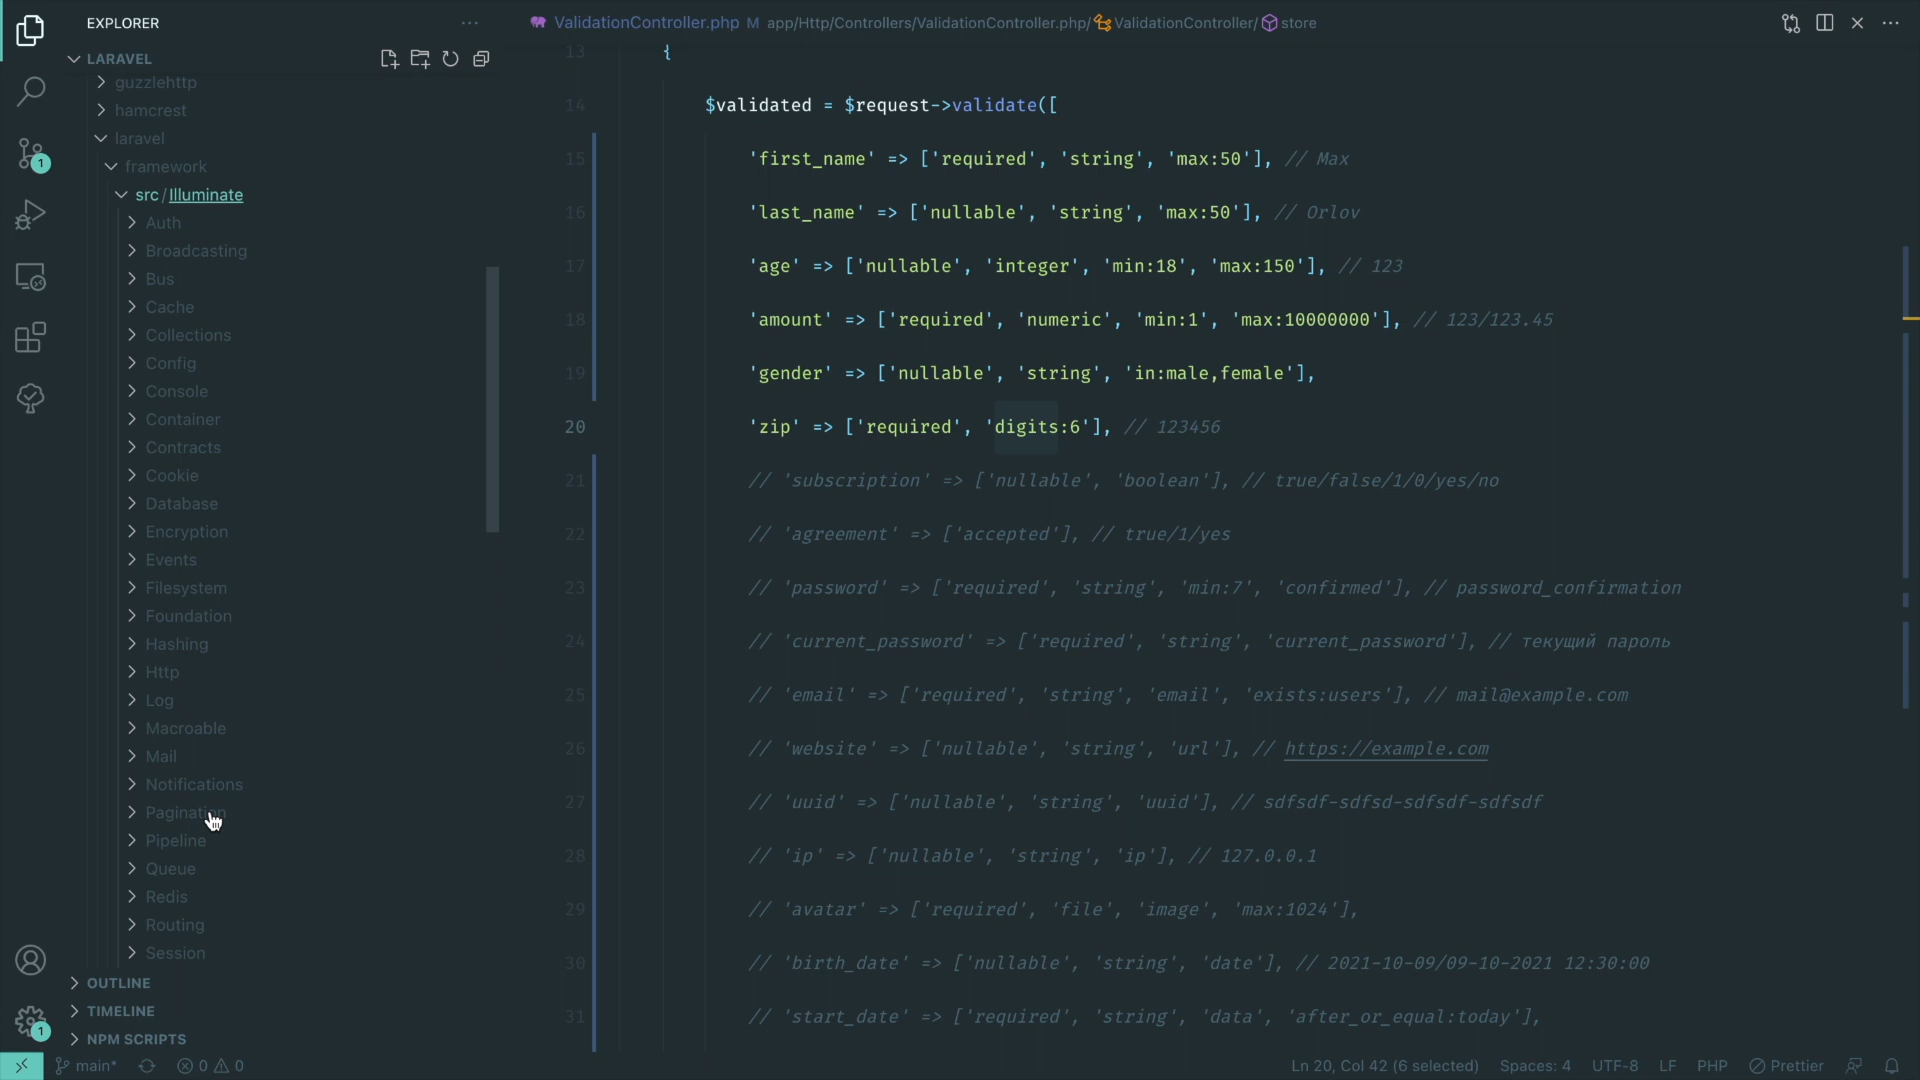 EXPLORER
LARAVEL
guzzlehttp
hamcrest
laravel
framework
src/Illuminate
Auth
Broadcasting
Bus
Cache
Collections
Config
Console
Container
Contracts
Cookie
Database
Encryption
Events
Filesystem
Foundation
Hashing
Http
Log
Macroable
Mail
Notifications
Pagination
Pipeline
Queue
Redis
Routing
Session
OUTLINE
TIMELINE
NPM SCRIPTS
1
1
ValidationController.php M app/Http/Controllers/ValidationController.php/ ValidationController/ store
13 {
14 $validated = $request->validate([
15 'first_name' => ['required', 'string', 'max:50'], // Max
16 'last_name' => ['nullable', 'string', 'max:50'], // Orlov
17 'age' => ['nullable', 'integer', 'min:18', 'max:150'], // 123
18 'amount' => ['required', 'numeric', 'min:1', 'max:10000000'], // 123/123.45
19 'gender' => ['nullable', 'string', 'in:male,female'],
20 'zip' => ['required', 'digits:6'], // 123456
21 // 'subscription' => ['nullable', 'boolean'], // true/false/1/0/yes/no
22 // 'agreement' => ['accepted'], // true/1/yes
23 // 'password' => ['required', 'string', 'min:7', 'confirmed'], // password_confirmation
24 // 'current_password' => ['required', 'string', 'current_password'], // текущий пароль
25 // 'email' => ['required', 'string', 'email', 'exists:users'], // mail@example.com
26 // 'website' => ['nullable', 'string', 'url'], // https://example.com
27 // 'uuid' => ['nullable', 'string', 'uuid'], // sdfsdf-sdfsd-sdfsdf-sdfsdf
28 // 'ip' => ['nullable', 'string', 'ip'], // 127.0.0.1
29 // 'avatar' => ['required', 'file', 'image', 'max:1024'],
30 // 'birth_date' => ['nullable', 'string', 'date'], // 2021-10-09/09-10-2021 12:30:00
31 // 'start_date' => ['required', 'string', 'data', 'after_or_equal:today'],
main* 0 0 Ln 20, Col 42 (6 selected) Spaces: 4 UTF-8 LF PHP Prettier